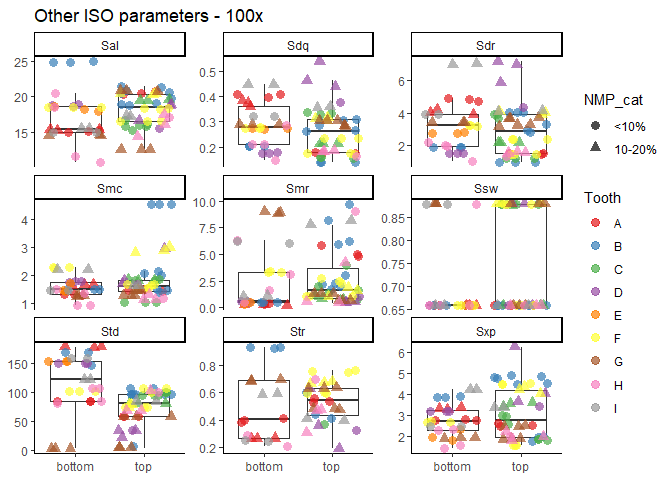 Other ISO parameters - 100x
Sal
Sdq
Sdr
25
20
15
0.5
0.4
0.3
0.2
6
4
2
Smc
Smr
Ssw
4
3
2
1
10.0
7.5
5.0
2.5
0.0
0.85
0.80
0.75
0.70
0.65
Std
Str
Sxp
150
100
50
0
0.8
0.6
0.4
0.2
6
5
4
3
2
bottom
top
bottom
top
bottom
top
NMP_cat
<10%
10-20%
Tooth
A
B
C
D
E
F
G
H
I